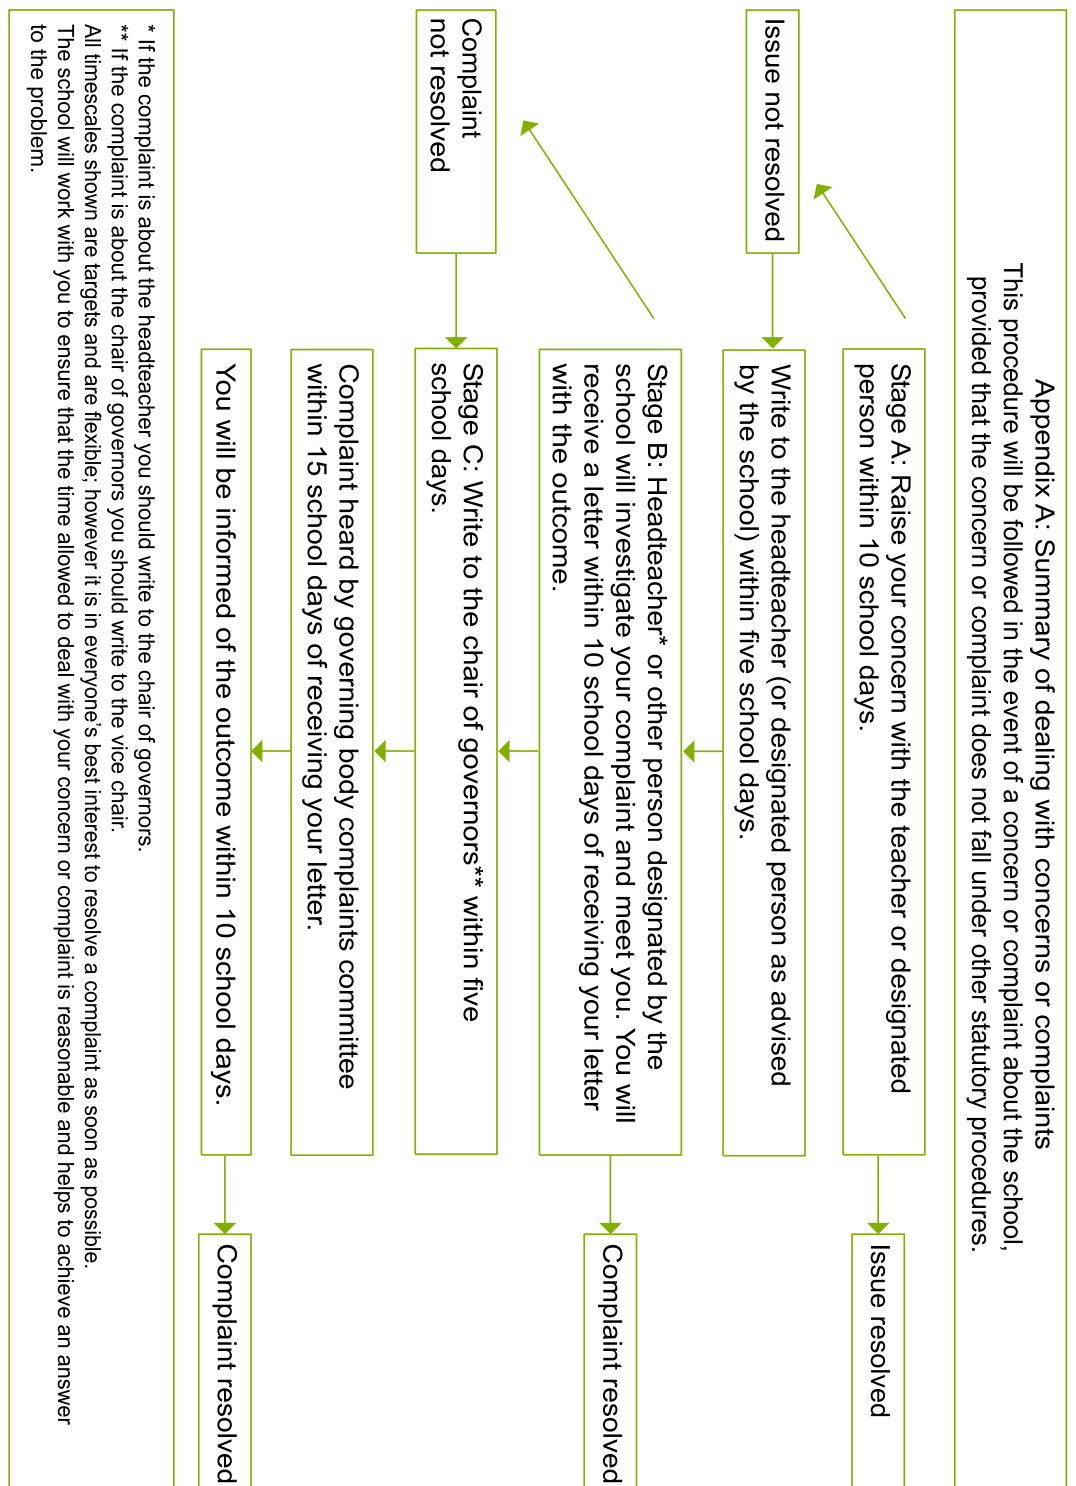 Appendix A: Summary of dealing with concerns or complaints
This procedure will be followed in the event of a concern or complaint about the school,
provided that the concern or complaint does not fall under other statutory procedures.
Stage A: Raise your concern with the teacher or designated
person within 10 school days.
Issue resolved
Issue not resolved
Write to the headteacher (or designated person as advised
by the school) within five school days.
Stage B: Headteacher* or other person designated by the
school will investigate your complaint and meet you. You will
receive a letter within 10 school days of receiving your letter
with the outcome.
Complaint resolved
Complaint
not resolved
Stage C: Write to the chair of governors** within five
school days.
Complaint heard by governing body complaints committee
within 15 school days of receiving your letter.
You will be informed of the outcome within 10 school days.
Complaint resolved
* If the complaint is about the headteacher you should write to the chair of governors.
** If the complaint is about the chair of governors you should write to the vice chair.
All timescales shown are targets and are flexible; however it is in everyone’s best interest to resolve a complaint as soon as possible.
The school will work with you to ensure that the time allowed to deal with your concern or complaint is reasonable and helps to achieve an answer
to the problem.